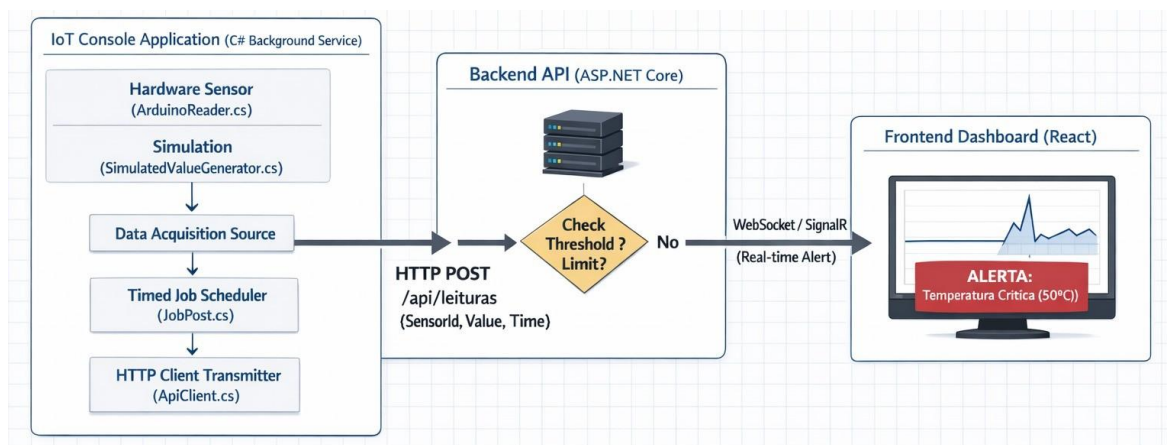 IoT Console Application (C# Background Service)
Hardware Sensor
(ArduinoReader.cs)
Simulation
(SimulatedValueGenerator.cs)
Data Acquisition Source
Timed Job Scheduler
(JobPost.cs)
HTTP Client Transmitter
(ApiClient.cs)
Backend API (ASP.NET Core)
Check
Threshold ?
Limit?
No
HTTP POST
/api/leituras
(SensorId, Value, Time)
WebSocket / SignalR
(Real-time Alert)
Frontend Dashboard (React)
ALERTA:
Temperatura Critica (50ºC))